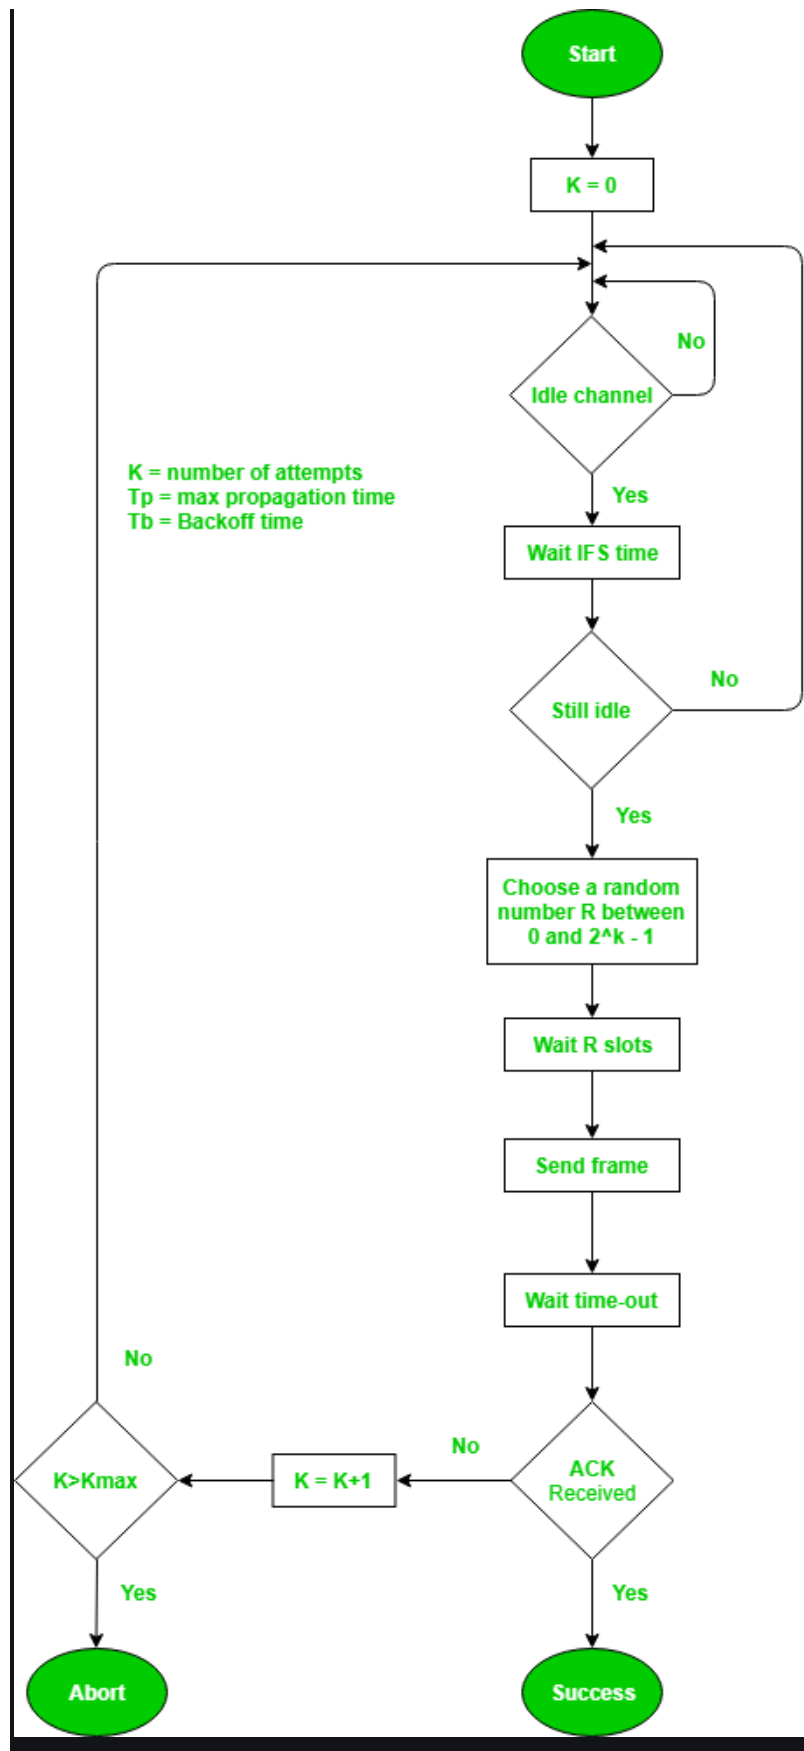 Start
K = 0
No
Idle channel
K = number of attempts
Tp = max propagation time
Tb = Backoff time
Yes
Wait IFS time
No
Still idle
Yes
Choose a random
number R between
0 and 2^k - 1
Wait R slots
Send frame
Wait time-out
No
No
K>Kmax
K = K+1
ACK
Received
Yes
Yes
Abort
Success